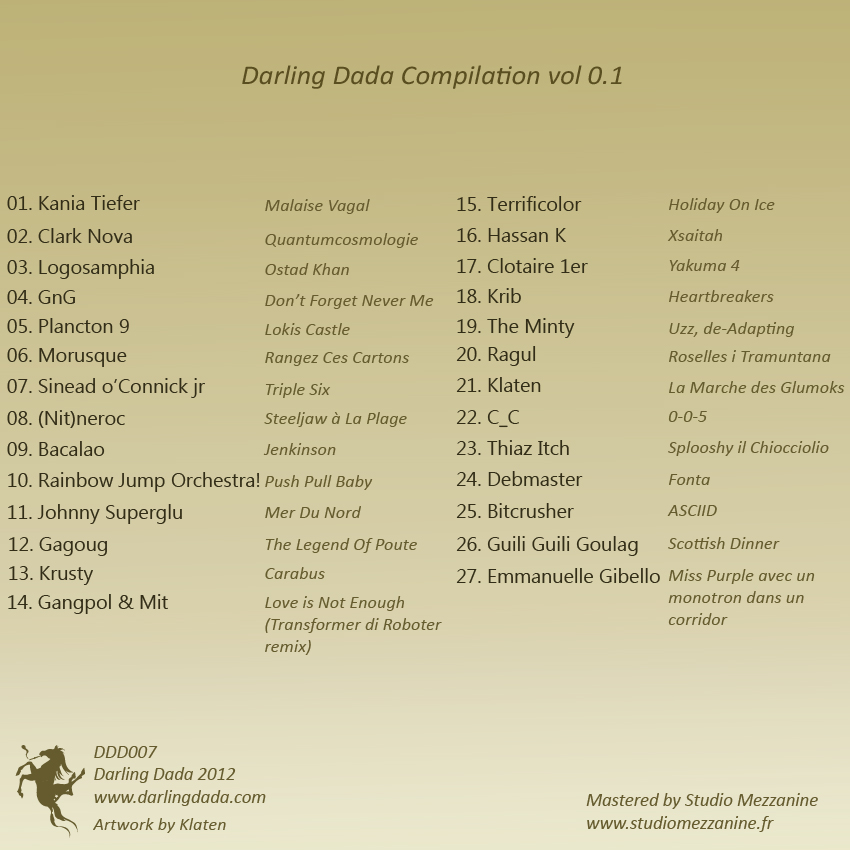 Darling Dada Compilation vol 0.1
01. Kania Tiefer Malaise Vagal
02. Clark Nova Quantumcosmologie
03. Logosamphia Ostad Khan
04. GnG Don't Forget Never Me
05. Plancton 9 Lokis Castle
06. Morusque Rangez Ces Cartons
07. Sinead o'Connick jr Triple Six
08. (Nit)neroc Steeljaw à La Plage
09. Bacalao Jenkinson
10. Rainbow Jump Orchestra! Push Pull Baby
11. Johnny Superglu Mer Du Nord
12. Gagoug The Legend Of Poute
13. Krusty Carabus
14. Gangpol & Mit Love is Not Enough
(Transformer di Roboter
remix)
15. Terrificolor Holiday On Ice
16. Hassan K Xsaitah
17. Clotaire 1er Yakuma 4
18. Krib Heartbreakers
19. The Minty Uzz, de-Adapting
20. Ragul Roselles i Tramuntana
21. Klaten La Marche des Glumoks
22. C_C 0-0-5
23. Thiaz Itch Splooshy il Chiocciolio
24. Debmaster Fonta
25. Bitcrusher ASCIID
26. Guili Guili Goulag Scottish Dinner
27. Emmanuelle Gibello Miss Purple avec un
monotron dans un
corridor
DDD007
Darling Dada 2012
www.darlingdada.com
Artwork by Klaten
Mastered by Studio Mezzanine
www.studiomezzanine.fr